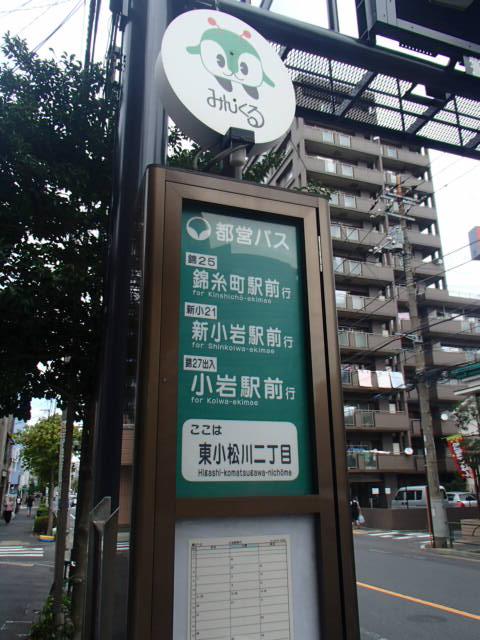 みんくる
都営バス
錦25
錦糸町駅前行
for Kinshichō-ekimae
新小21
新小岩駅前行
for Shinkoiwa-ekimae
錦27出入
小岩駅前行
for Koiwa-ekimae
ここは
東小松川二丁目
Higashi-komatsugawa-nichōme